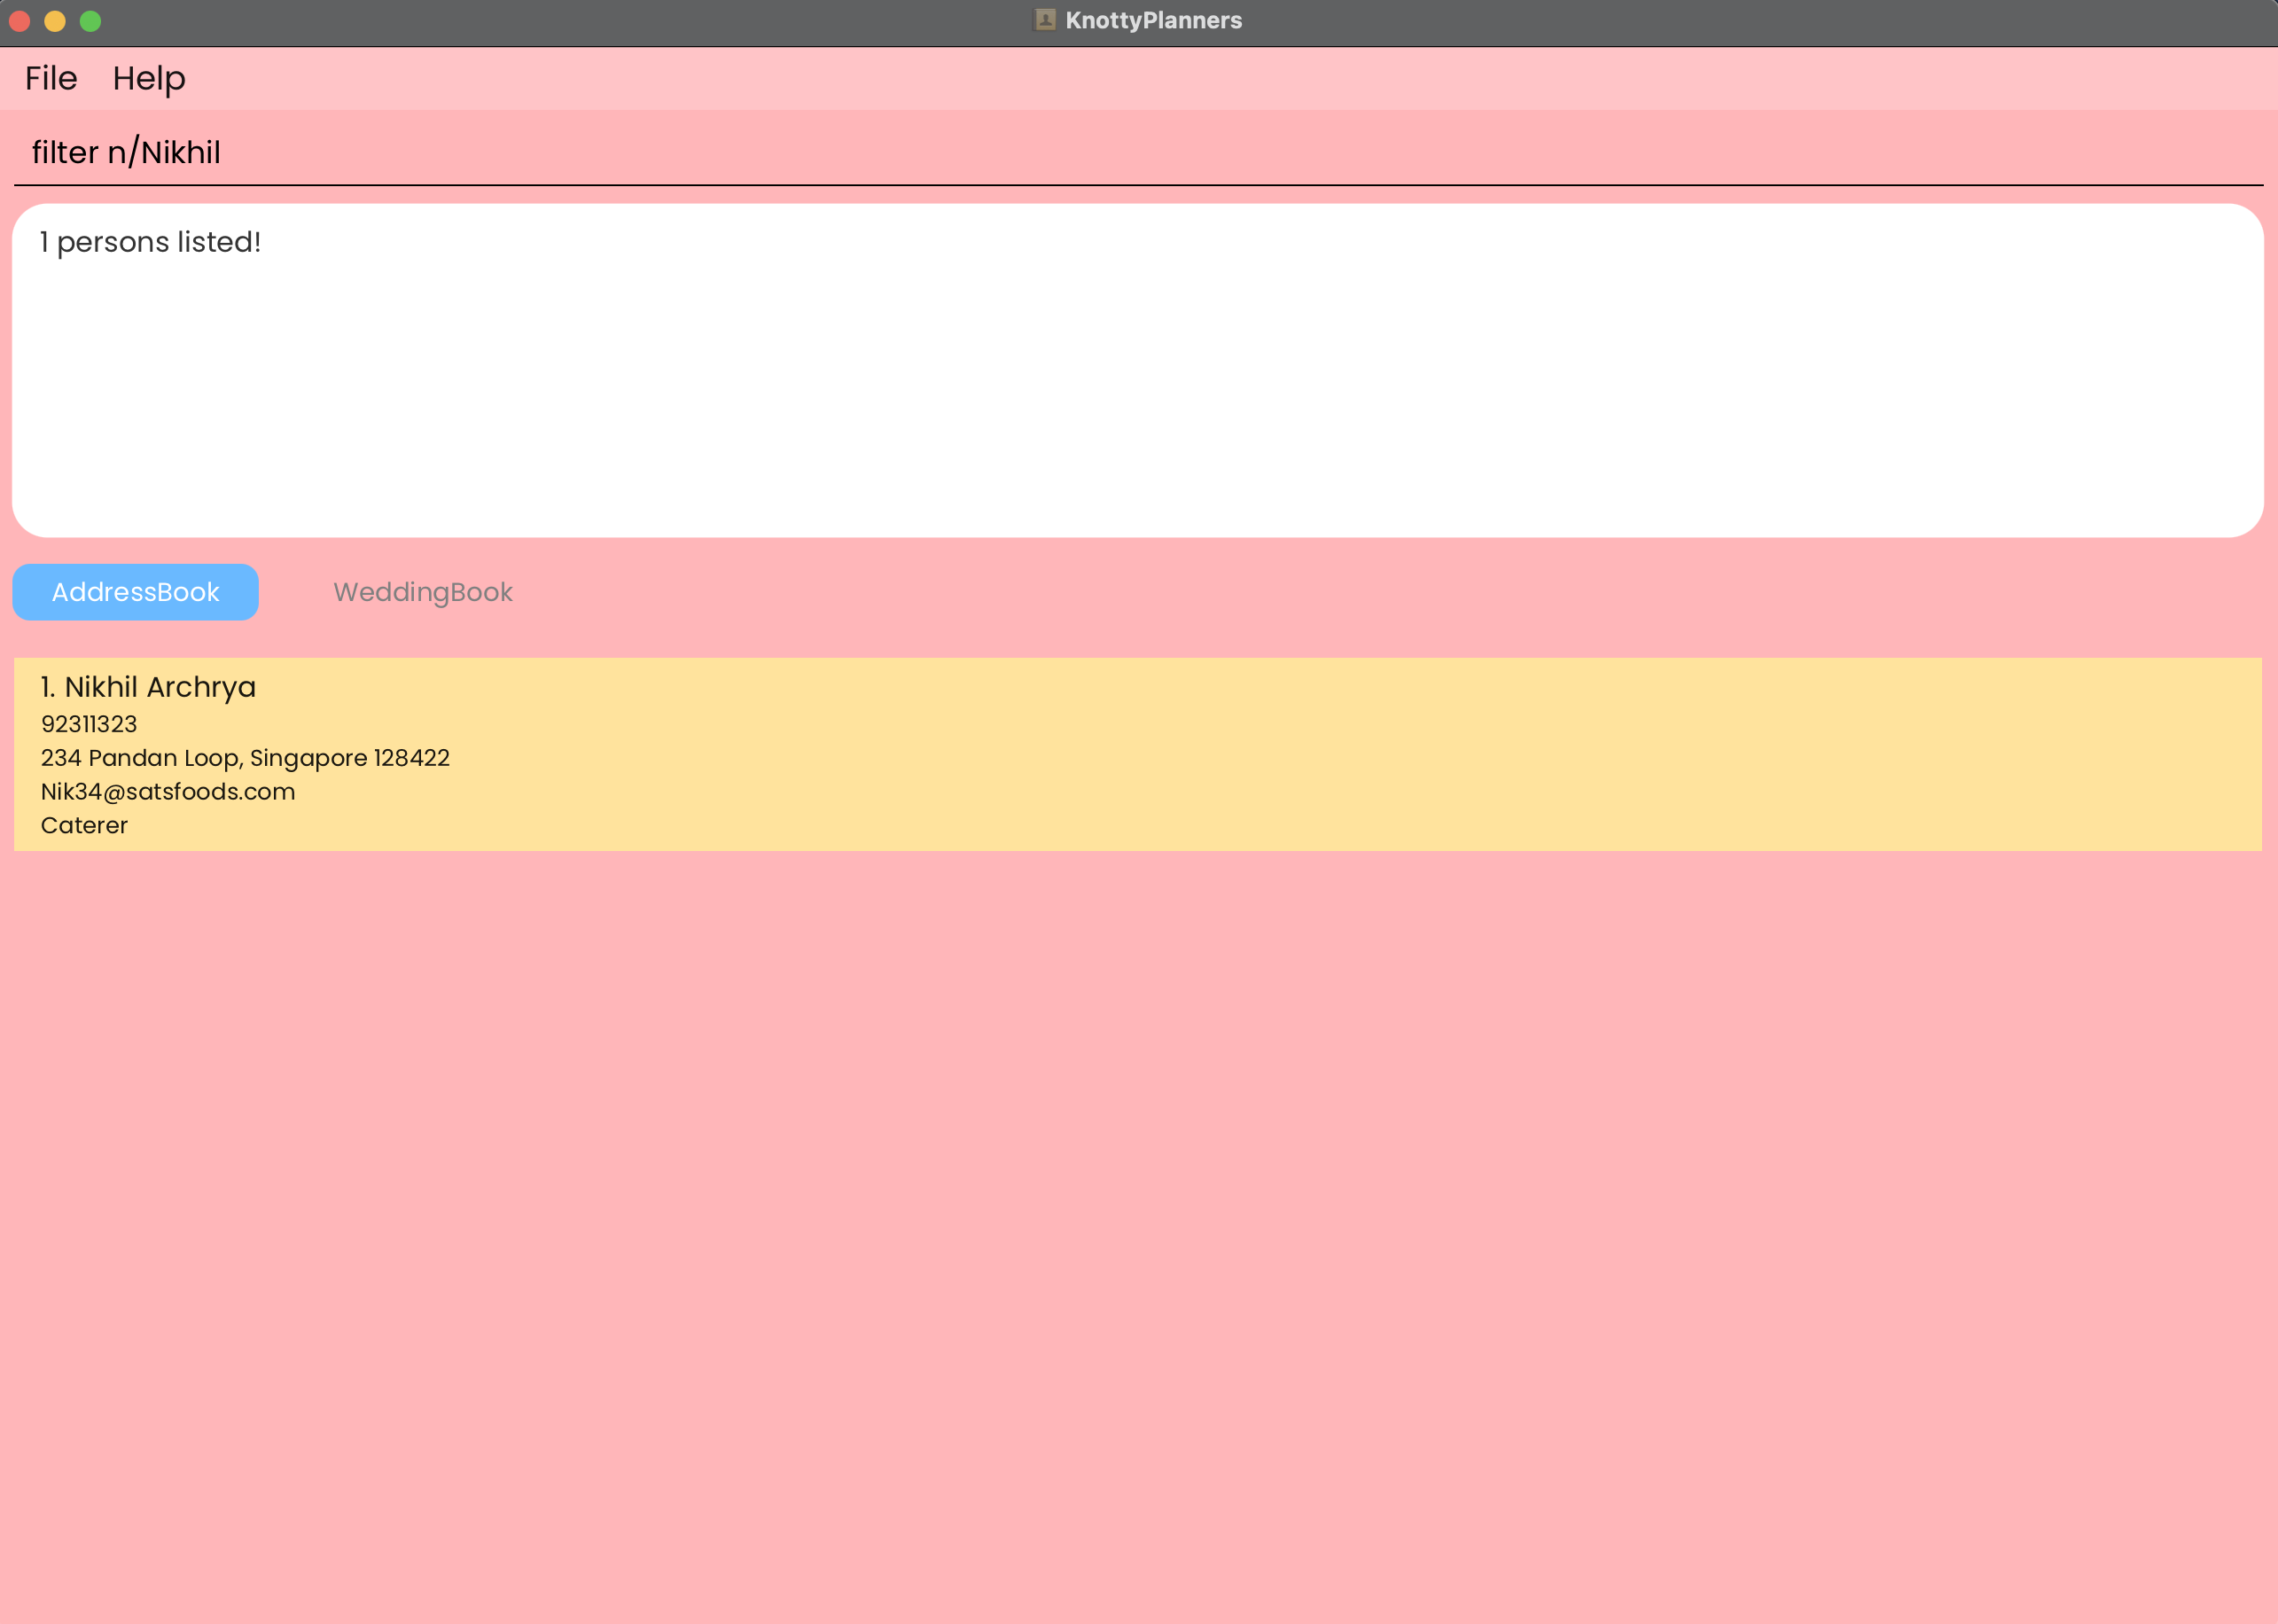 KnottyPlanners
File Help
filter n/Nikhil
1 persons listed!
AddressBook WeddingBook
1. Nikhil Archrya
92311323
234 Pandan Loop, Singapore 128422
Nik34@satsfoods.com
Caterer